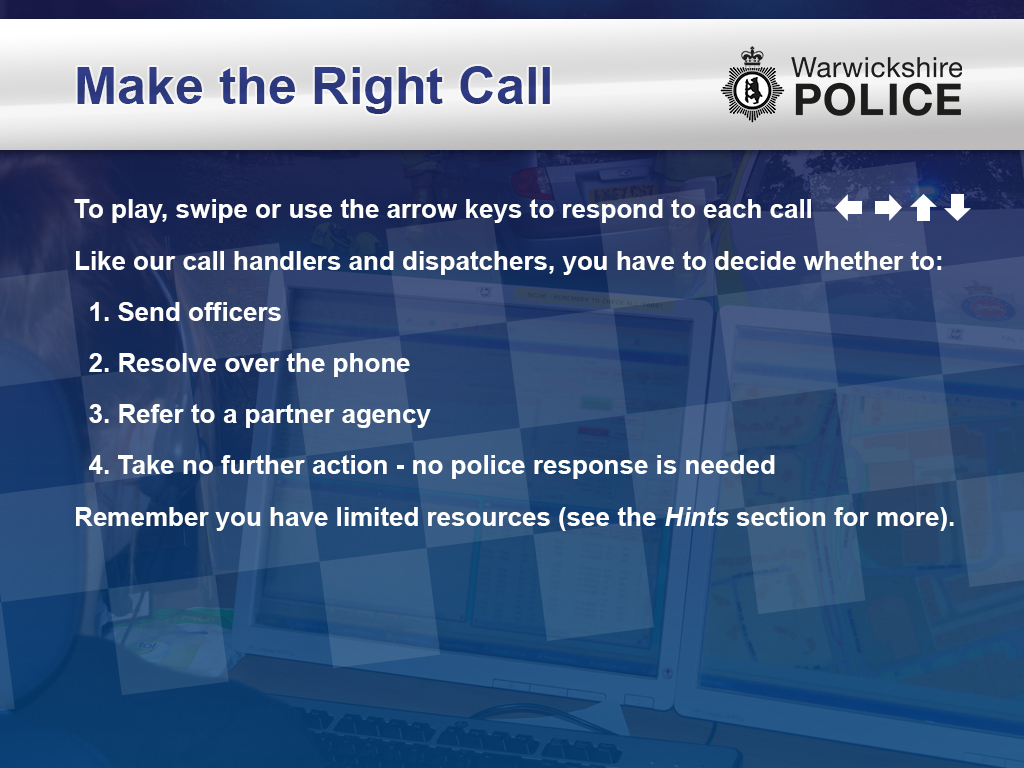 Make the Right Call
Warwickshire
POLICE
To play, swipe or use the arrow keys to respond to each call
Like our call handlers and dispatchers, you have to decide whether to:
1. Send officers
2. Resolve over the phone
3. Refer to a partner agency
4. Take no further action - no police response is needed
Remember you have limited resources (see the Hints section for more).